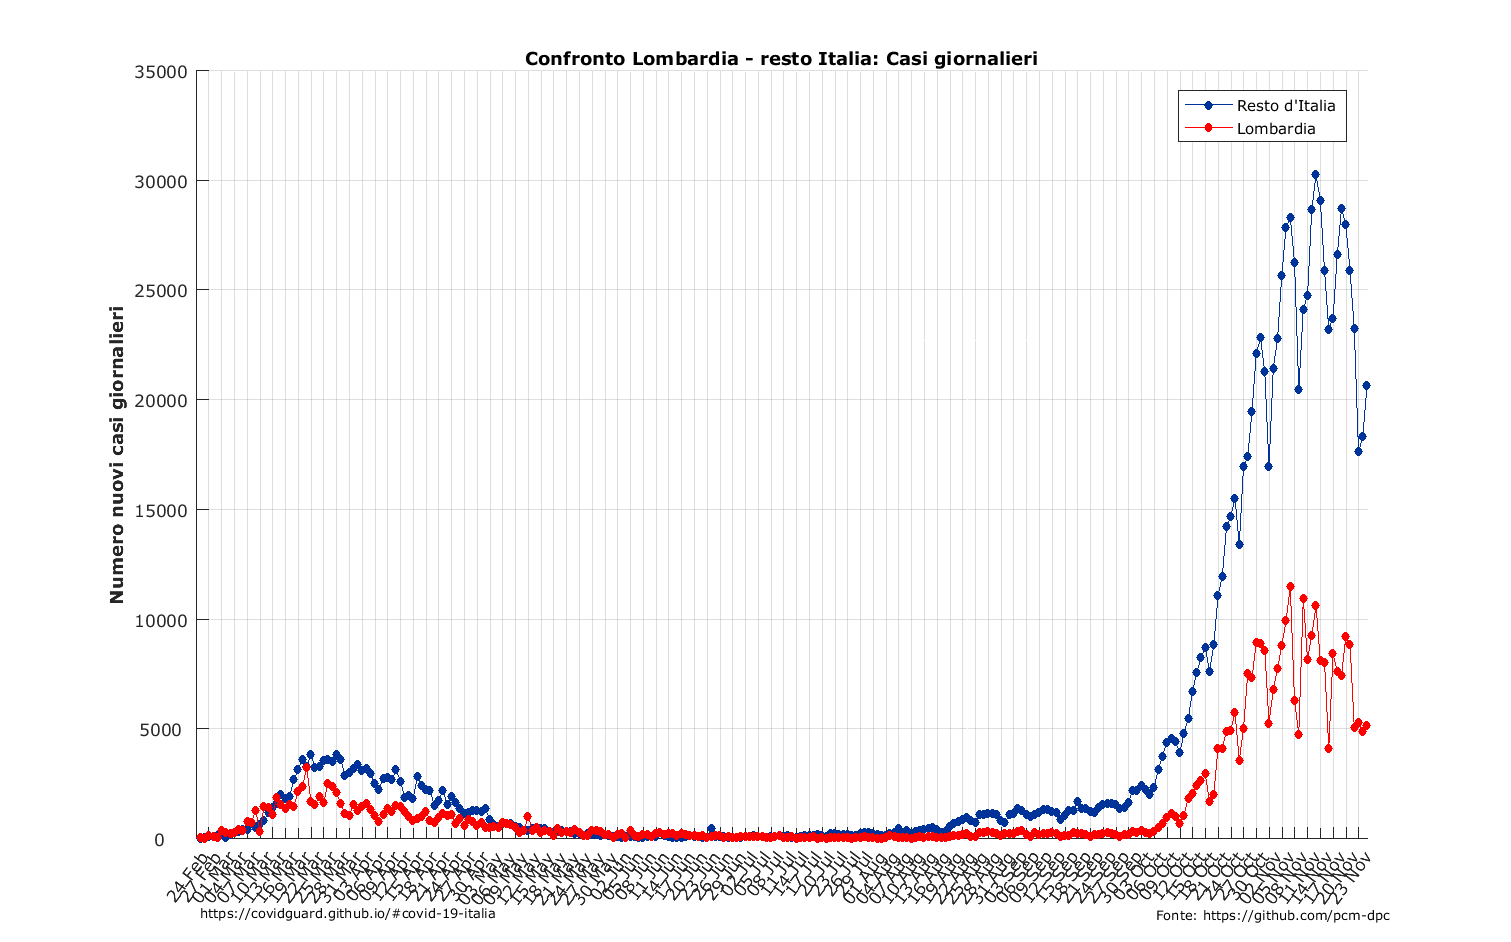 Confronto Lombardia - resto Italia: Casi giornalieri
Resto d'Italia
Lombardia
Numero nuovi casi giornalieri
35000
30000
25000
20000
15000
10000
5000
0
24 Feb
27 Feb
01 Mar
04 Mar
07 Mar
10 Mar
13 Mar
16 Mar
19 Mar
22 Mar
25 Mar
28 Mar
31 Mar
03 Apr
06 Apr
09 Apr
12 Apr
15 Apr
18 Apr
21 Apr
24 Apr
27 Apr
30 Apr
03 May
06 May
09 May
12 May
15 May
18 May
21 May
24 May
27 May
30 May
02 Jun
05 Jun
08 Jun
11 Jun
14 Jun
17 Jun
20 Jun
23 Jun
26 Jun
29 Jun
02 Jul
05 Jul
08 Jul
11 Jul
14 Jul
17 Jul
20 Jul
23 Jul
26 Jul
29 Jul
01 Aug
04 Aug
07 Aug
10 Aug
13 Aug
16 Aug
19 Aug
22 Aug
25 Aug
28 Aug
31 Aug
03 Sep
06 Sep
09 Sep
12 Sep
15 Sep
18 Sep
21 Sep
24 Sep
27 Sep
30 Sep
03 Oct
06 Oct
09 Oct
12 Oct
15 Oct
18 Oct
21 Oct
24 Oct
27 Oct
30 Oct
02 Nov
05 Nov
08 Nov
11 Nov
14 Nov
17 Nov
20 Nov
23 Nov
https://covidguard.github.io/#covid-19-italia
Fonte: https://github.com/pcm-dpc